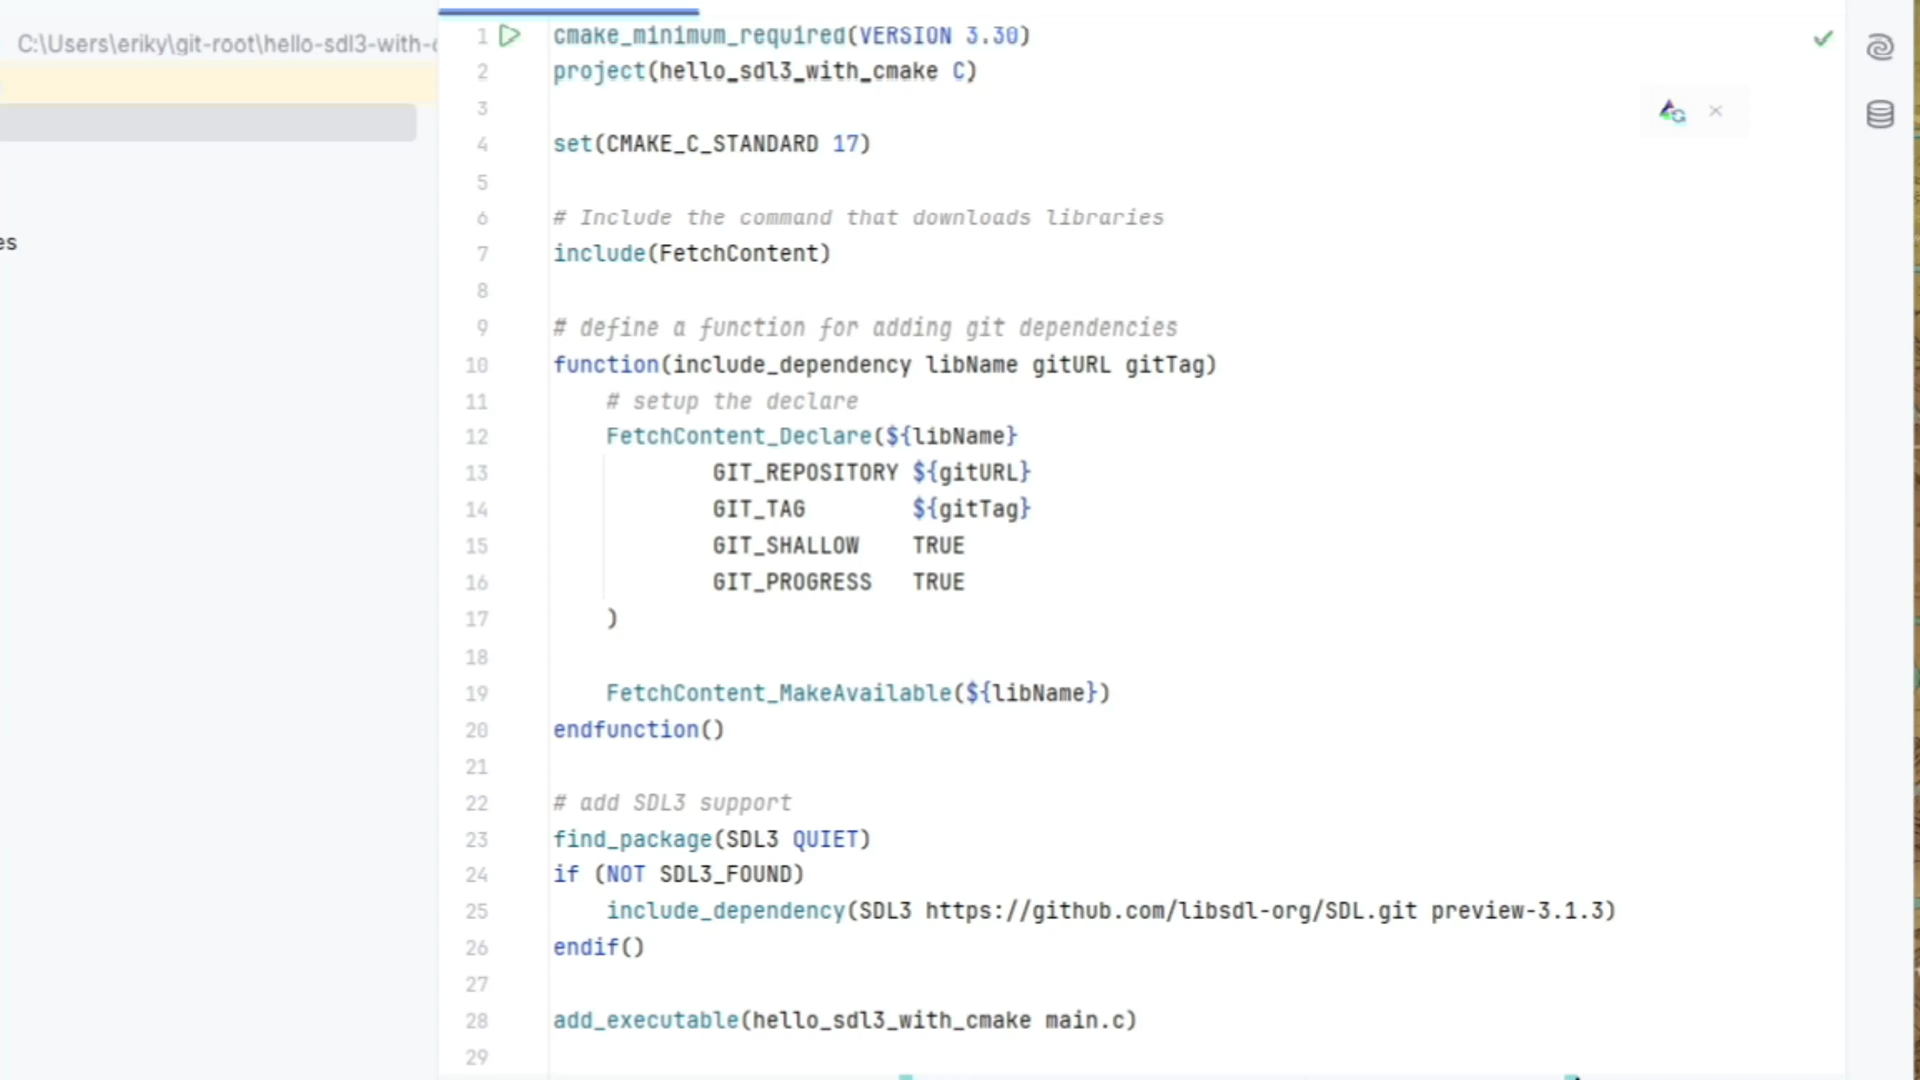 C:\Users\eriky\git-root\hello-sdl3-with-
es
1 cmake_minimum_required(VERSION 3.30)
2 project(hello_sdl3_with_cmake C)
3
4 set(CMAKE_C_STANDARD 17)
5
6 # Include the command that downloads libraries
7 include(FetchContent)
8
9 # define a function for adding git dependencies
10 function(include_dependency libName gitURL gitTag)
11 # setup the declare
12 FetchContent_Declare(${libName}
13 GIT_REPOSITORY ${gitURL}
14 GIT_TAG ${gitTag}
15 GIT_SHALLOW TRUE
16 GIT_PROGRESS TRUE
17 )
18
19 FetchContent_MakeAvailable(${libName})
20 endfunction()
21
22 # add SDL3 support
23 find_package(SDL3 QUIET)
24 if (NOT SDL3_FOUND)
25 include_dependency(SDL3 https://github.com/libsdl-org/SDL.git preview-3.1.3)
26 endif()
27
28 add_executable(hello_sdl3_with_cmake main.c)
29